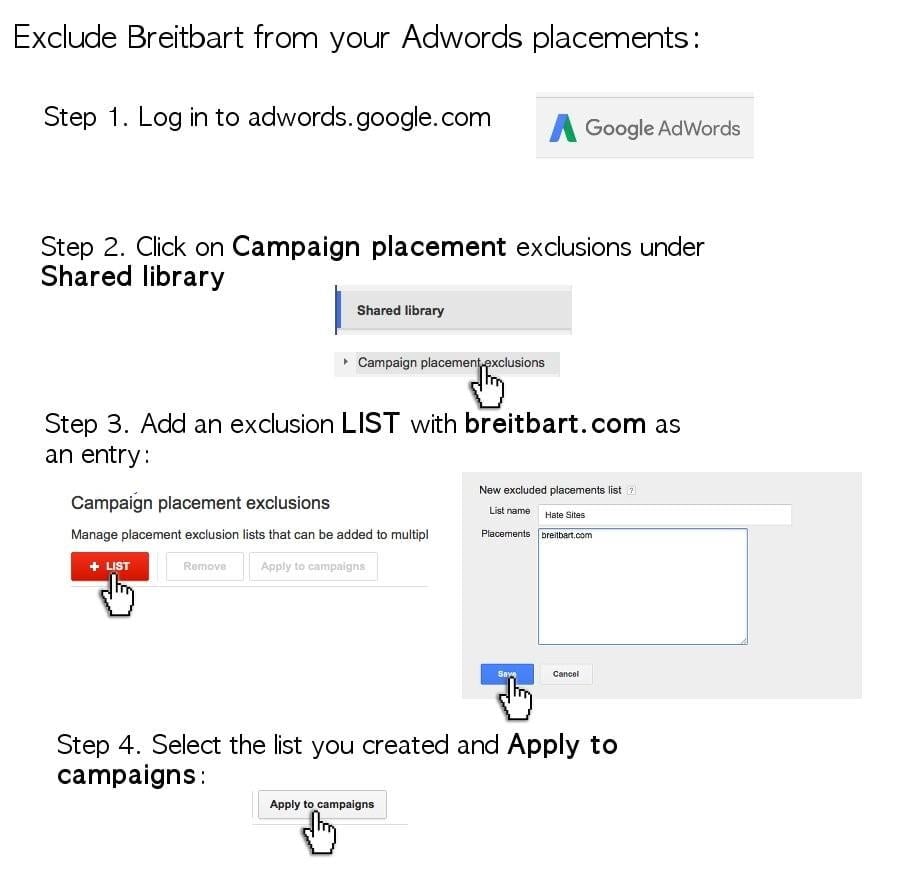 Exclude Breitbart from your Adwords placements:
Step 1. Log in to adwords.google.com
Google AdWords
Step 2. Click on Campaign placement exclusions under
Shared library
Shared library
Campaign placement exclusions
Step 3. Add an exclusion LIST with breitbart.com as
an entry:
Campaign placement exclusions
Manage placement exclusion lists that can be added to multipl
+ LIST
Remove
Apply to campaigns
New excluded placements list ?
List name
Hate Sites
Placements
breitbart.com
Save
Cancel
Step 4. Select the list you created and Apply to
campaigns:
Apply to campaigns